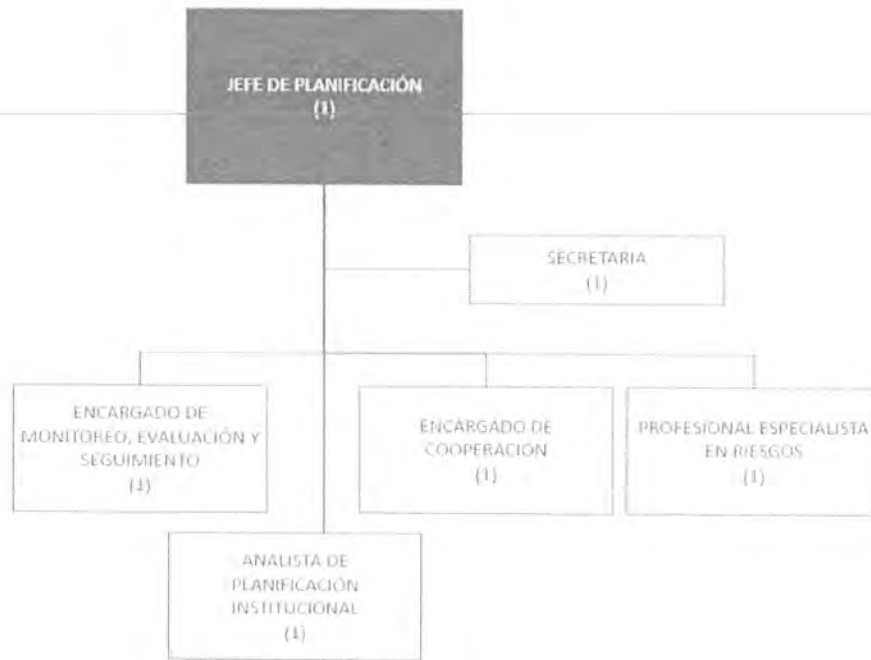 JEFE DE PLANIFICACIÓN
(1)
SECRETARIA
(1)
ENCARGADO DE
MONITOREO, EVALUACIÓN Y
SEGUIMIENTO
(1)
ENCARGADO DE
COOPERACIÓN
(1)
PROFESIONAL ESPECIALISTA
EN RIESGOS
(1)
ANALISTA DE
PLANIFICACIÓN
INSTITUCIONAL
(1)